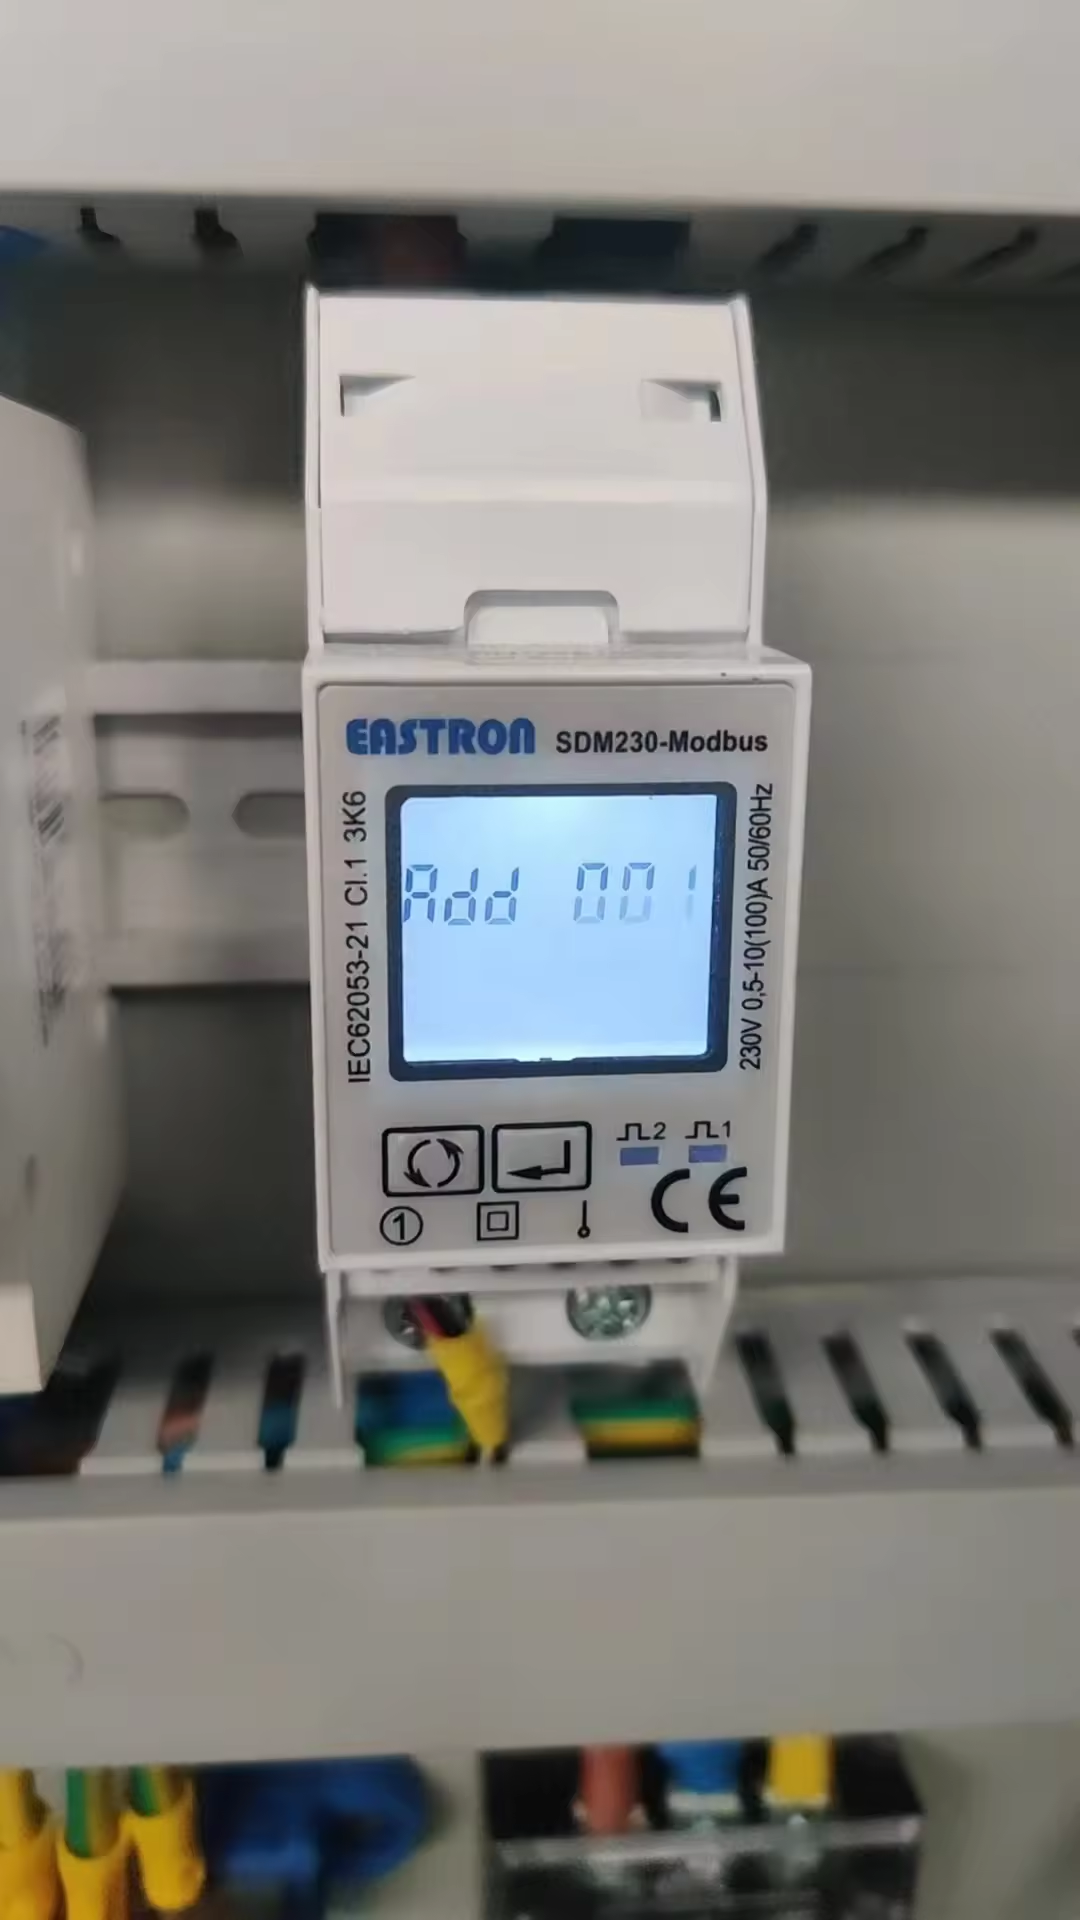 EASTRON SDM230-Modbus
IEC62053-21 Cl.1 3K6
Add 001
230V 0,5-10(100)A 50/60Hz
2 1
1
CE